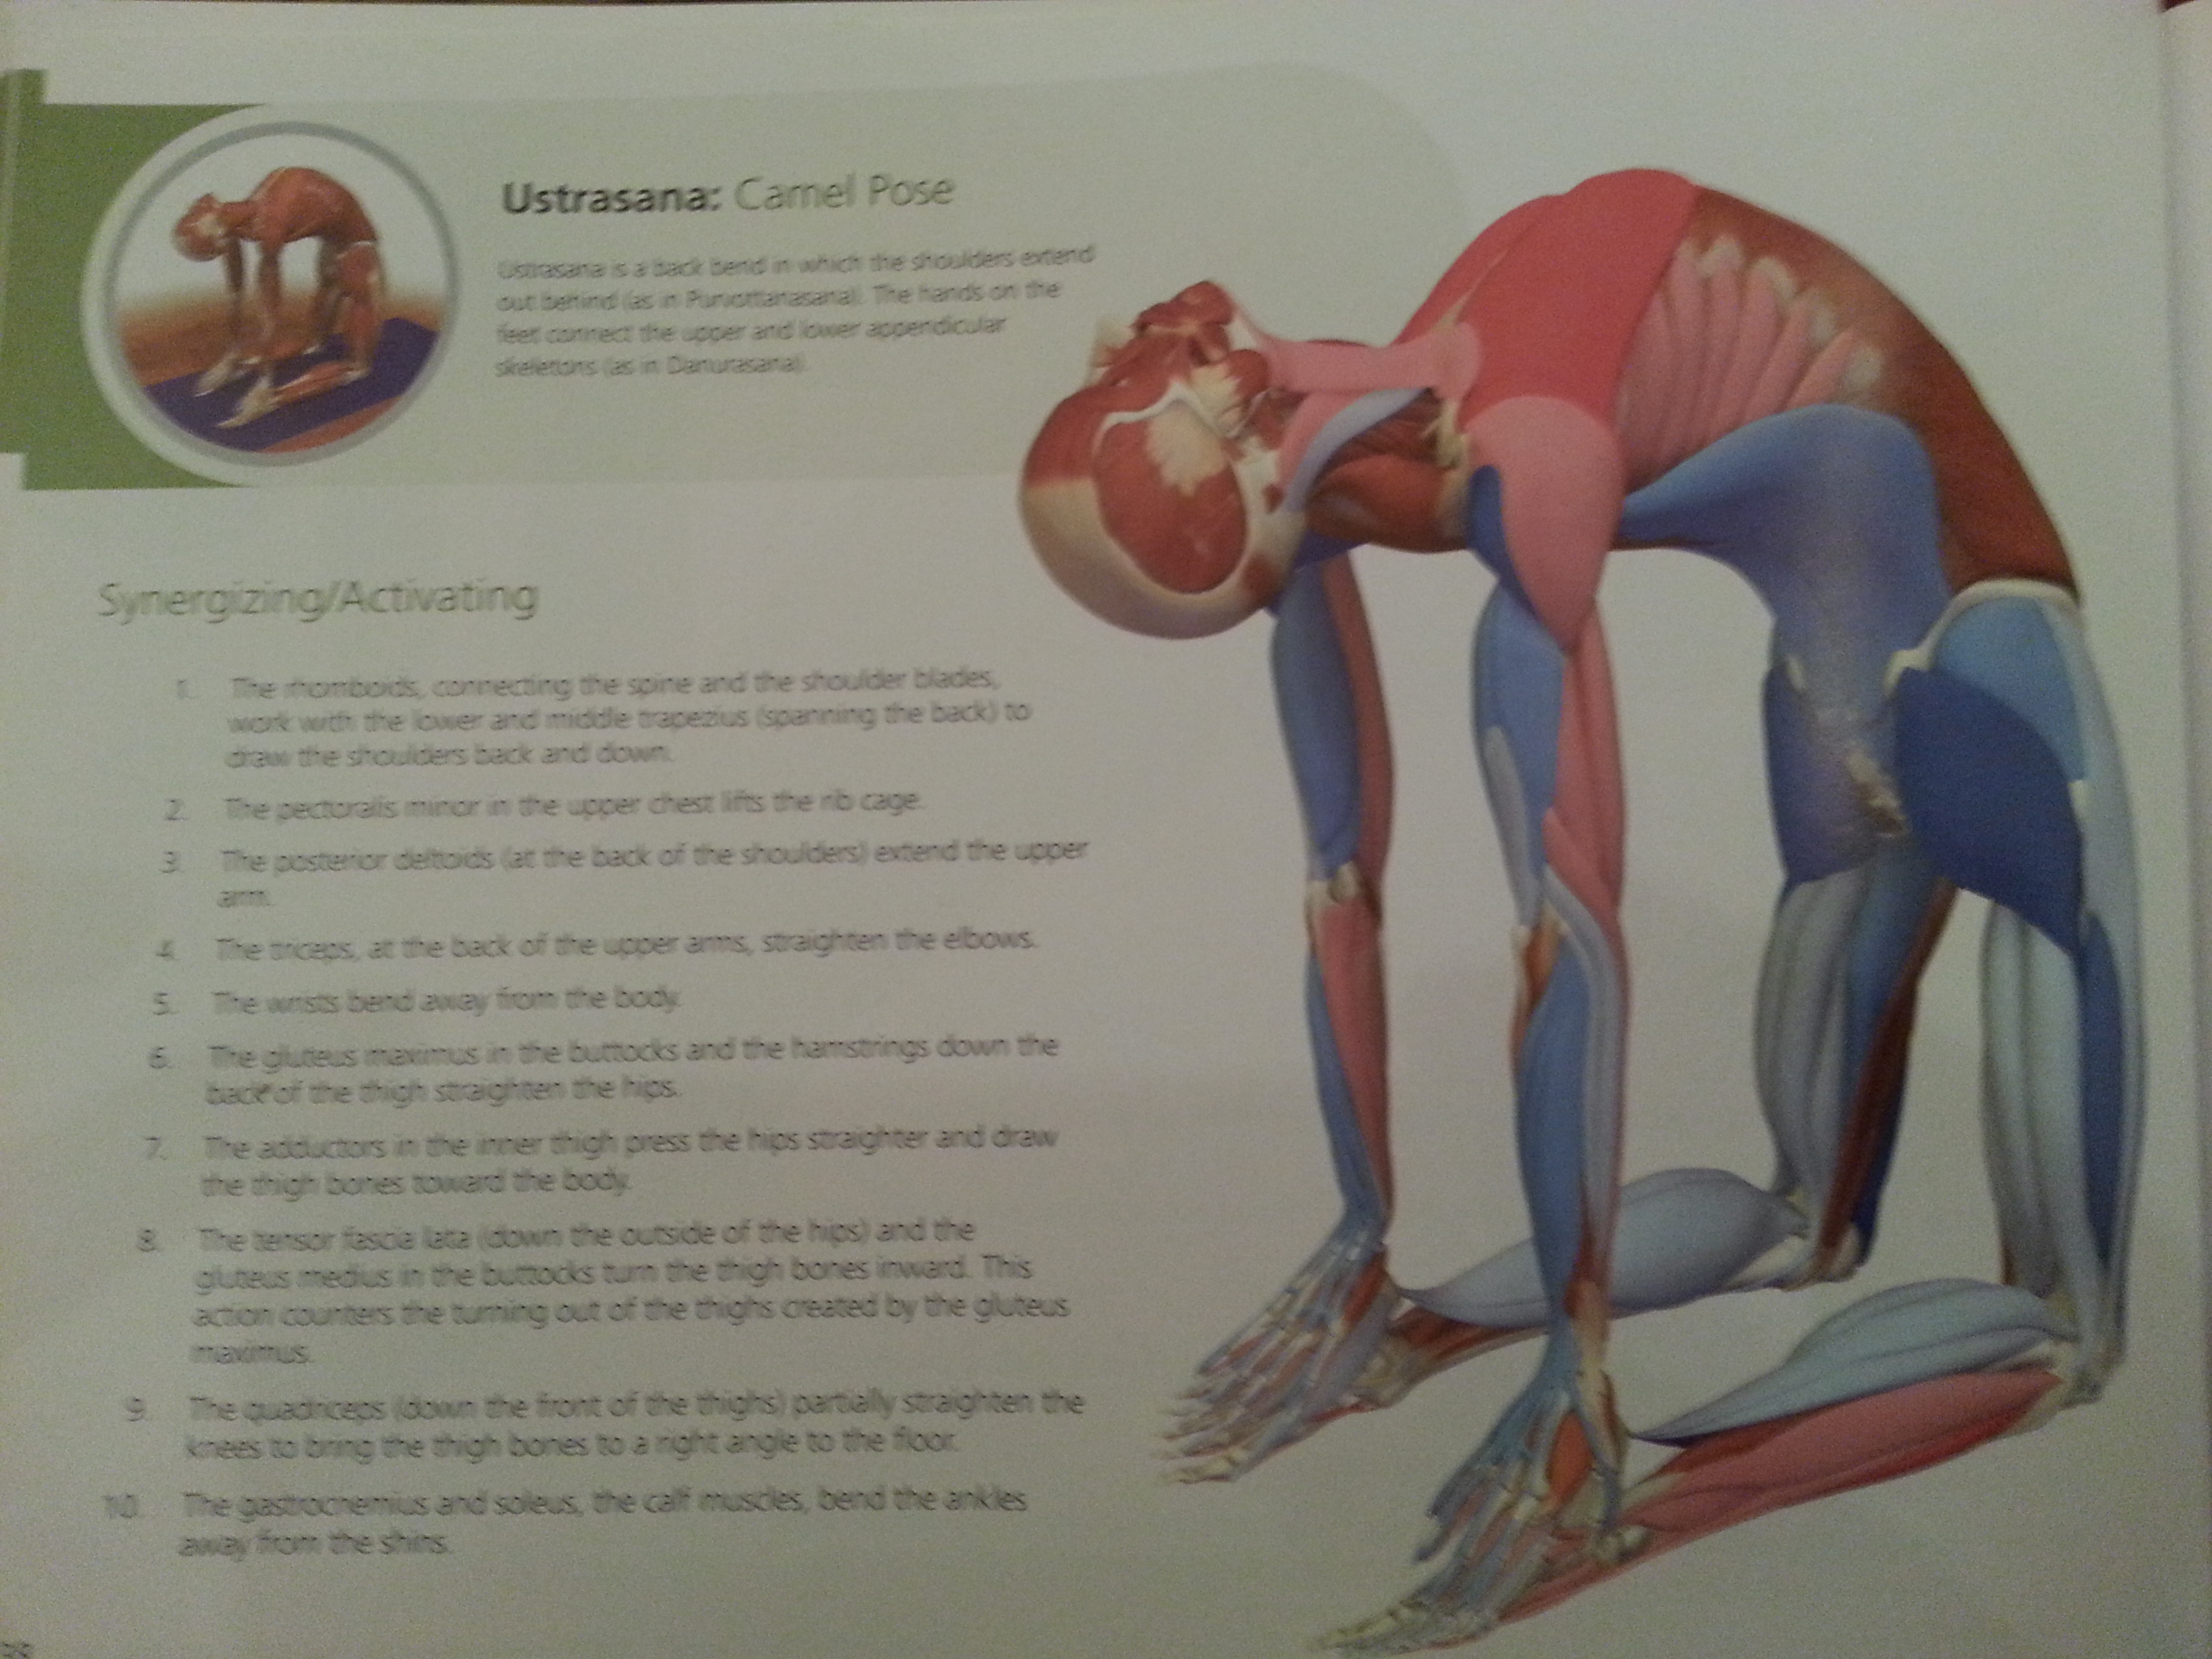 Ustrasana: Camel Pose
Ustrasana is a back bend in which the shoulders extend
out behind (as in Purvottanasana). The hands on the
feet connect the upper and lower appendicular
skeletons (as in Danurasana).
Synergizing/Activating
1. The rhomboids, connecting the spine and the shoulder blades,
work with the lower and middle trapezius (spanning the back) to
draw the shoulders back and down.
2. The pectoralis minor in the upper chest lifts the rib cage.
3. The posterior deltoids (at the back of the shoulders) extend the upper
arm.
4. The triceps, at the back of the upper arms, straighten the elbows.
5. The wrists bend away from the body.
6. The gluteus maximus in the buttocks and the hamstrings down the
back of the thigh straighten the hips.
7. The adductors in the inner thigh press the hips straighter and draw
the thigh bones toward the body.
8. The tensor fascia lata (down the outside of the hips) and the
gluteus medius in the buttocks turn the thigh bones inward. This
action counters the turning out of the thighs created by the gluteus
maximus.
9. The quadriceps (down the front of the thighs) partially straighten the
knees to bring the thigh bones to a right angle to the floor.
10. The gastrocnemius and soleus, the calf muscles, bend the ankles
away from the shins.